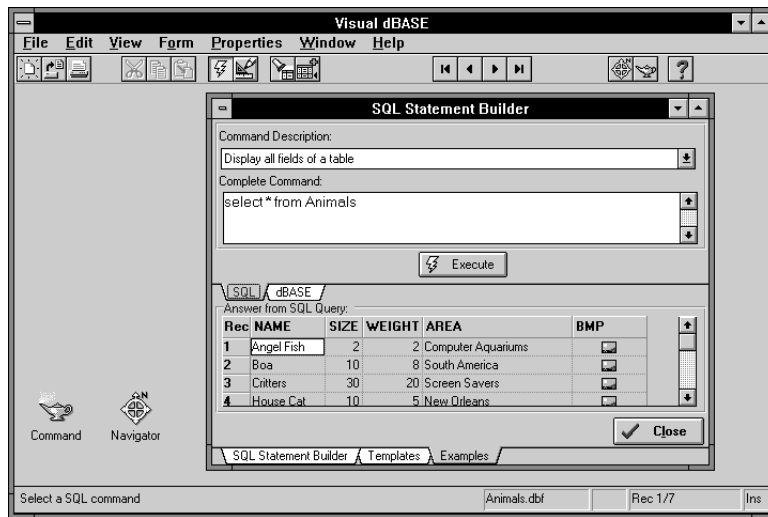 Visual dBASE
File Edit View Form Properties Window Help
SQL Statement Builder
Command Description:
Display all fields of a table
Complete Command:
select * from Animals
Execute
SQL dBASE
Answer from SQL Query:
Rec NAME SIZE WEIGHT AREA BMP
1 Angel Fish 2 2 Computer Aquariums
2 Boa 10 8 South America
3 Critters 30 20 Screen Savers
4 House Cat 10 5 New Orleans
Close
SQL Statement Builder Templates Examples
N
Command Navigator
Select a SQL command Animals.dbf Rec 1/7 Ins